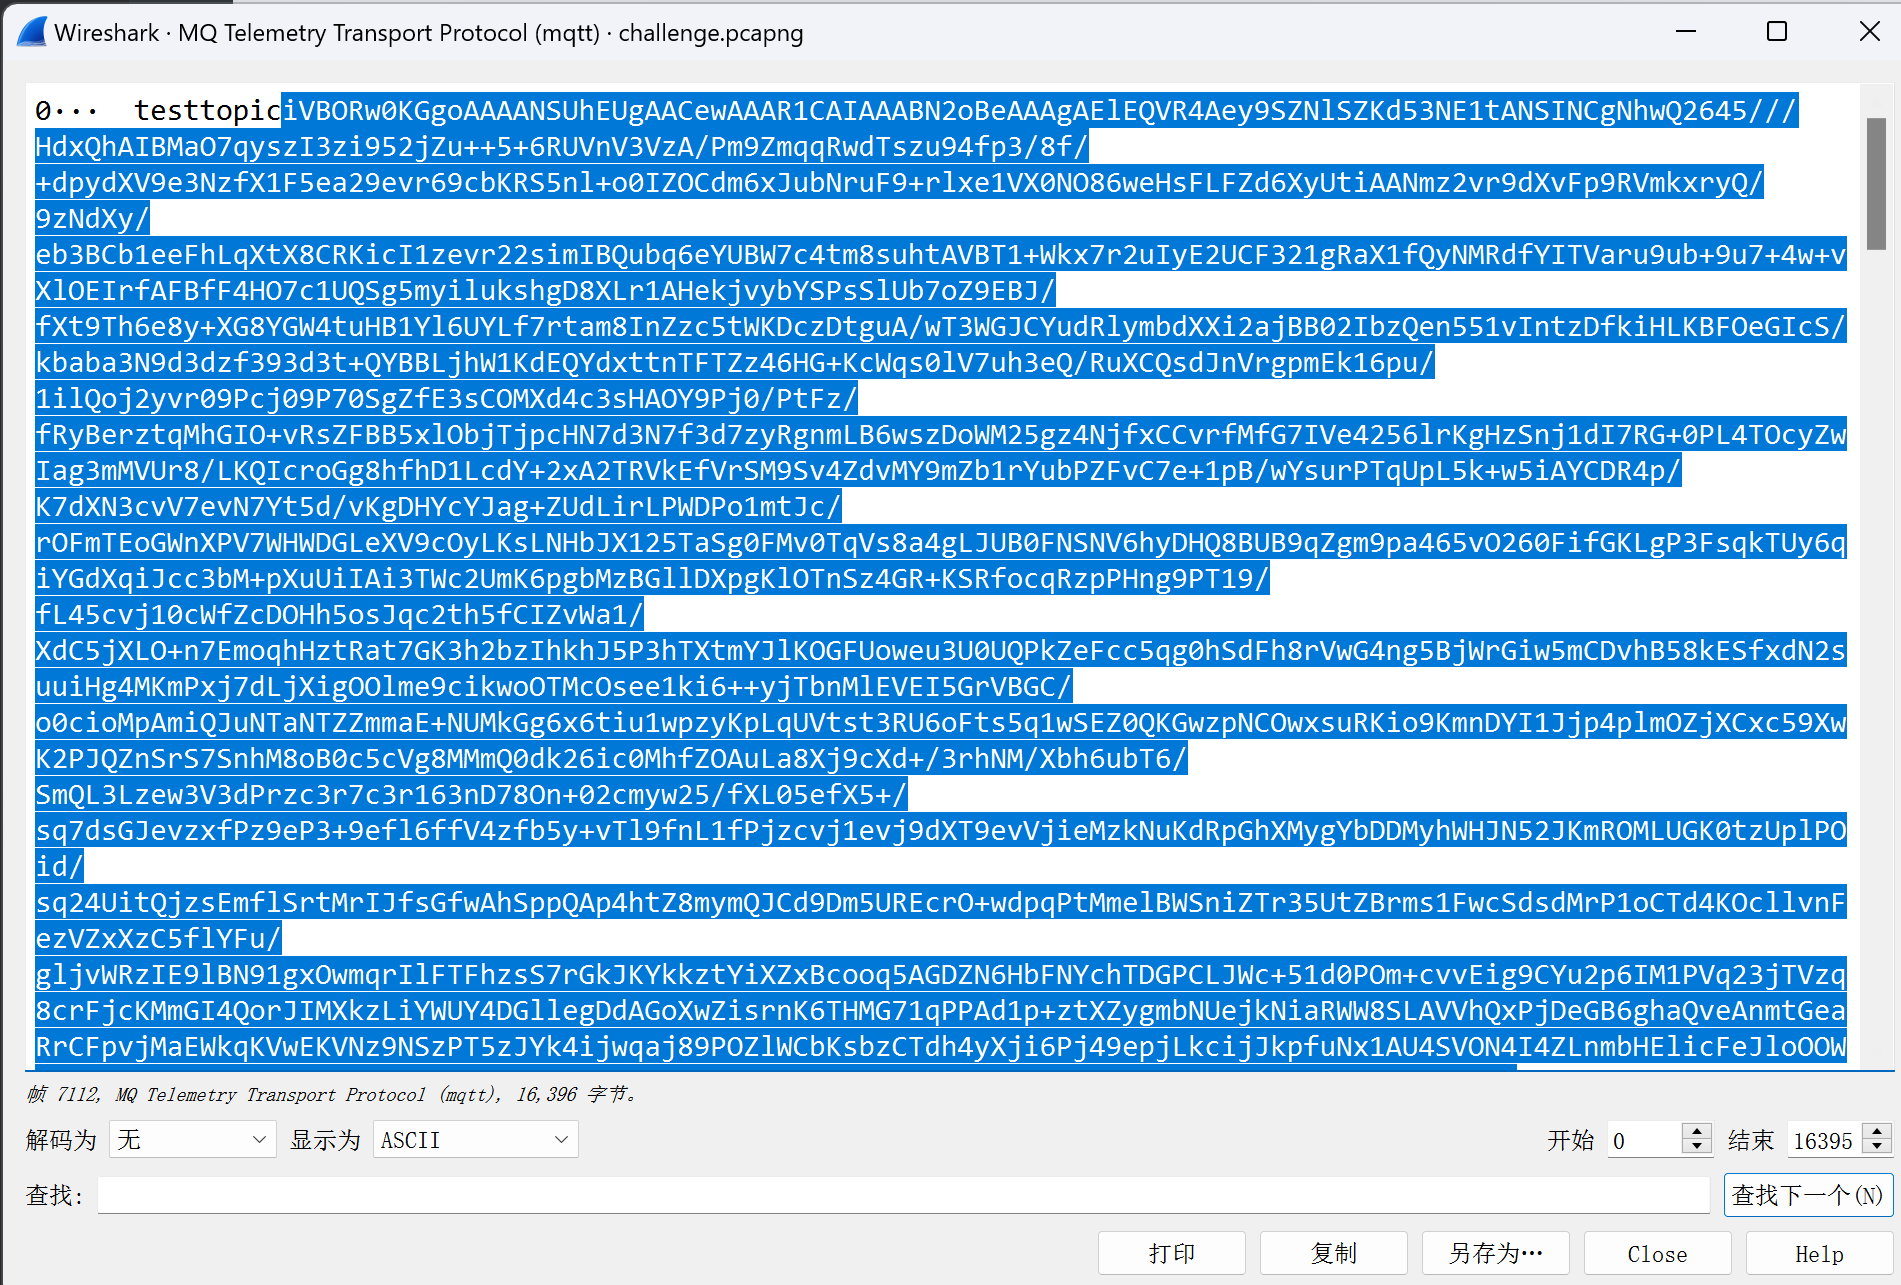 Wireshark · MQ Telemetry Transport Protocol (mqtt) · challenge.pcapng
0··· testtopiciVBORw0KGgoAAAANSUhEUgAACewAAAR1CAIAAABN2oBeAAAgAElEQVR4Aey9SZNlSZKd53NE1tANSINCgNhwQ2645///
HdxQhAIBMaO7qyszI3zi952jZu++5+6RUVnV3VzA/Pm9ZmqqRwdTszu94fp3/8f/
+dpydXV9e3NzfX1F5ea29evr69cbKRS5nl+o0IZOCdm6xJubNruF9+rlxe1VX0NO86weHsFLFZd6XyUtiAANmz2vr9dXvFp9RVmkxryQ/
9zNdXy/
eb3BCb1eeFhLqXtX8CRKicI1zevr22simIBQubq6eYUBW7c4tm8suhtAVBT1+Wkx7r2uIyE2UCF321gRaX1fQyNMRdfYITVaru9ub+9u7+4w+v
XlOEIrfAFBfF4HO7c1UQSg5myilukshgD8XLr1AHekjvybYSPsSlUb7oZ9EBJ/
fXt9Th6e8y+XG8YGW4tuHB1Yl6UYLf7rtam8InZzc5tWKDczDtguA/wT3WGJCYudRlymbdXXi2ajBB02IbzQen551vIntzDfkiHLKBFOeGIcS/
kbaba3N9d3dzf393d3t+QYBBLjhW1KdEQYdxttnTFTZz46HG+KcWqs0lV7uh3eQ/RuXCQsdJnVrgpmEk16pu/
1ilQoj2yvr09Pcj09P70SgZfE3sCOMXd4c3sHAOY9Pj0/PtFz/
fRyBerztqMhGIO+vRsZFBB5xlObjTjpcHN7d3N7f3d7zyRgnmLB6wszDoWM25gz4NjfxCCvrfMfG7IVe4256lrKgHzSnj1dI7RG+0PL4TOcyZw
Iag3mMVUr8/LKQIcroGg8hfhD1LcdY+2xA2TRVkEfVrSM9Sv4ZdvMY9mZb1rYubPZFvC7e+1pB/wYsurPTqUpL5k+w5iAYCDR4p/
K7dXN3cvV7evN7Yt5d/vKgDHYcYJag+ZUdLirLPWDPo1mtJc/
rOFmTEoGWnXPV7WHWDGLeXV9cOyLKsLNHbJX125TaSg0FMv0TqVs8a4gLJUB0FNSNV6hyDHQ8BUB9qZgm9pa465vO260FifGKLgP3FsqkTUy6q
iYGdXqiJcc3bM+pXuUiIAi3TWc2UmK6pgbMzBGllDXpgKlOTnSz4GR+KSRfocqRzpPHng9PT19/
fL45cvj10cWfZcDOHh5osJqc2th5fCIZvWa1/
XdC5jXLO+n7EmoqhHztRat7GK3h2bzIhkhJ5P3hTXtmYJlKOGFUoweu3U0UQPkZeFcc5qg0hSdFh8rVwG4ng5BjWrGiw5mCDvhB58kESfxdN2s
uuiHg4MKmPxj7dLjXigOOlme9cikwoOTMcOsee1ki6++yjTbnMlEVEI5GrVBGC/
o0cioMpAmiQJuNTaNTZZmmaE+NUMkGg6x6tiu1wpzyKpLqUVtst3RU6oFts5q1wSEZ0QKGwzpNCOwxsuRKio9KmnDYI1Jjp4plmOZjXCxc59Xw
K2PJQZnSrS7SnhM8oB0c5cVg8MMmQ0dk26ic0MhfZOAuLa8Xj9cXd+/3rhNM/Xbh6ubT6/
SmQL3Lzew3V3dPrzc3r7c3r163nD78On+02cmyw25/fXL05efX5+/
sq7dsGJevzxfPz9eP3+9efl6ffV4zfb5y+vTl9fnL1fPjzcvj1evj9dXT9evVjieMzkNuKdRpGhXMygYbDDMyhWHJN52JKmROMLUGK0tzUplPO
id/
sq24UitQjzsEmflSrtMrIJfsGfwAhSppQAp4htZ8mymQJCd9Dm5UREcrO+wdpqPtMmelBWSniZTr35UtZBrms1FwcSdsdMrP1oCTd4KOcllvnF
ezVZxXzC5flYFu/
gljvWRzIE9lBN91gxOwmqrIlFTFhzsS7rGkJKYkkztYiXZxBcooq5AGDZN6HbFNYchTDGPCLJWc+51d0POm+cvvEig9CYu2p6IM1PVq23jTVzq
8crFjcKMmGI4QorJIMXkzLiYWUY4DGllegDdAGoXwZisrnK6THMG71qPPAd1p+ztXZygmbNUejkNiaRWW8SLAVVhQxPjDeGB6ghaQveAnmtGea
RrCFpvjMaEWkqKVwEKVNz9NSzPT5zJYk4ijwqaj89POZlWCbKsbzCTdh4yXji6Pj49epjLkcijJkpfuNx1AU4SVON4I4ZLnmbHElicFeJloOOW
帧 7112, MQ Telemetry Transport Protocol (mqtt), 16,396 字节。
解码为 无 显示为 ASCII 开始 0 结束 16395
查找: 查找下一个(N)
打印 复制 另存为… Close Help